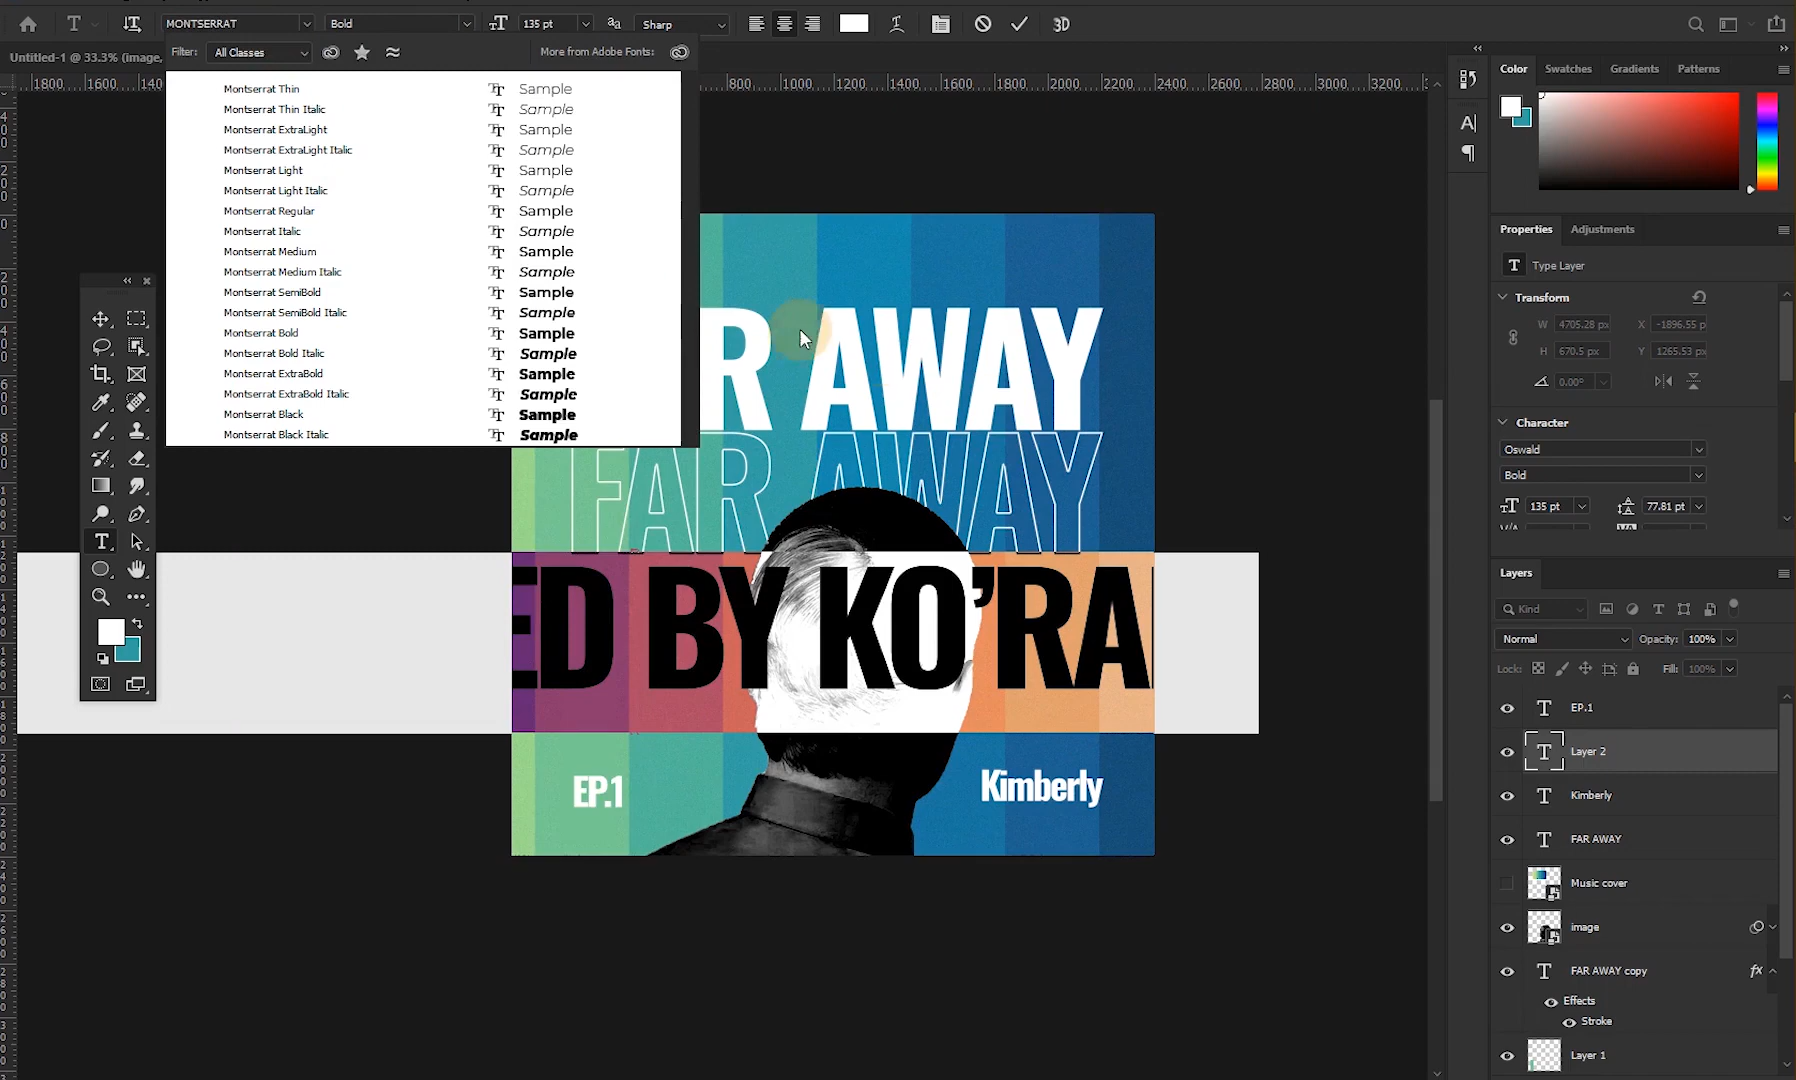 MONTSERRAT Bold 135 pt Sharp 3D
Untitled-1 @ 33.3% (image,
Filter: All Classes More from Adobe Fonts:
1800 1600 140 800 1000 1200 1400 1600 1800 2000 2200 2400 2600 2800 3000 3200
Montserrat Thin Sample
Montserrat Thin Italic Sample
Montserrat ExtraLight Sample
Montserrat ExtraLight Italic Sample
Montserrat Light Sample
Montserrat Light Italic Sample
Montserrat Regular Sample
Montserrat Italic Sample
Montserrat Medium Sample
Montserrat Medium Italic Sample
Montserrat SemiBold Sample
Montserrat SemiBold Italic Sample
Montserrat Bold Sample
Montserrat Bold Italic Sample
Montserrat ExtraBold Sample
Montserrat ExtraBold Italic Sample
Montserrat Black Sample
Montserrat Black Italic Sample
R AWAY
FAR AWAY
ED BY KO’RA
EP.1
Kimberly
Color Swatches Gradients Patterns
Properties Adjustments
Type Layer
Transform
W 4705.28 px X -1896.55 p
H 670.5 px Y 1265.53 px
0.00°
Character
Oswald
Bold
135 pt 77.81 pt
Layers
Kind
Normal Opacity: 100%
Lock: Fill: 100%
EP.1
Layer 2
Kimberly
FAR AWAY
Music cover
image
FAR AWAY copy fx
Effects
Stroke
Layer 1